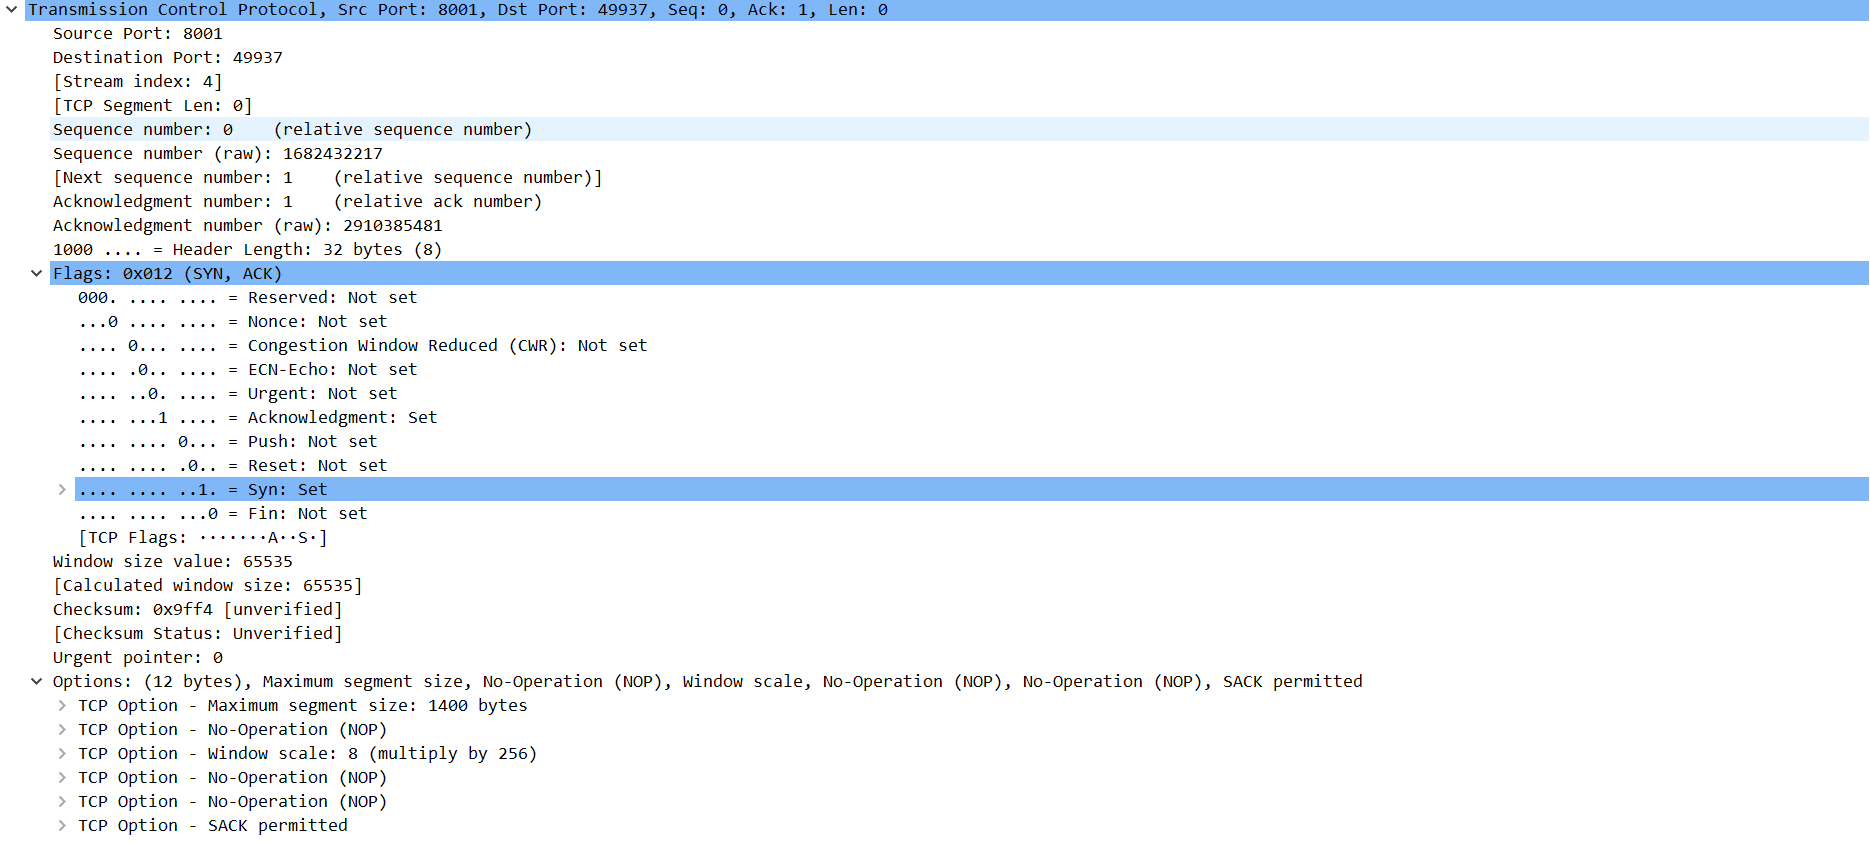 Transmission Control Protocol, Src Port: 8001, Dst Port: 49937, Seq: 0, Ack: 1, Len: 0
Source Port: 8001
Destination Port: 49937
[Stream index: 4]
[TCP Segment Len: 0]
Sequence number: 0    (relative sequence number)
Sequence number (raw): 1682432217
[Next sequence number: 1    (relative sequence number)]
Acknowledgment number: 1    (relative ack number)
Acknowledgment number (raw): 2910385481
1000 .... = Header Length: 32 bytes (8)
Flags: 0x012 (SYN, ACK)
000. .... .... = Reserved: Not set
...0 .... .... = Nonce: Not set
.... 0... .... = Congestion Window Reduced (CWR): Not set
.... .0.. .... = ECN-Echo: Not set
.... ..0. .... = Urgent: Not set
.... ...1 .... = Acknowledgment: Set
.... .... 0... = Push: Not set
.... .... .0.. = Reset: Not set
.... .... ..1. = Syn: Set
.... .... ...0 = Fin: Not set
[TCP Flags: ·······A··S·]
Window size value: 65535
[Calculated window size: 65535]
Checksum: 0x9ff4 [unverified]
[Checksum Status: Unverified]
Urgent pointer: 0
Options: (12 bytes), Maximum segment size, No-Operation (NOP), Window scale, No-Operation (NOP), No-Operation (NOP), SACK permitted
TCP Option - Maximum segment size: 1400 bytes
TCP Option - No-Operation (NOP)
TCP Option - Window scale: 8 (multiply by 256)
TCP Option - No-Operation (NOP)
TCP Option - No-Operation (NOP)
TCP Option - SACK permitted